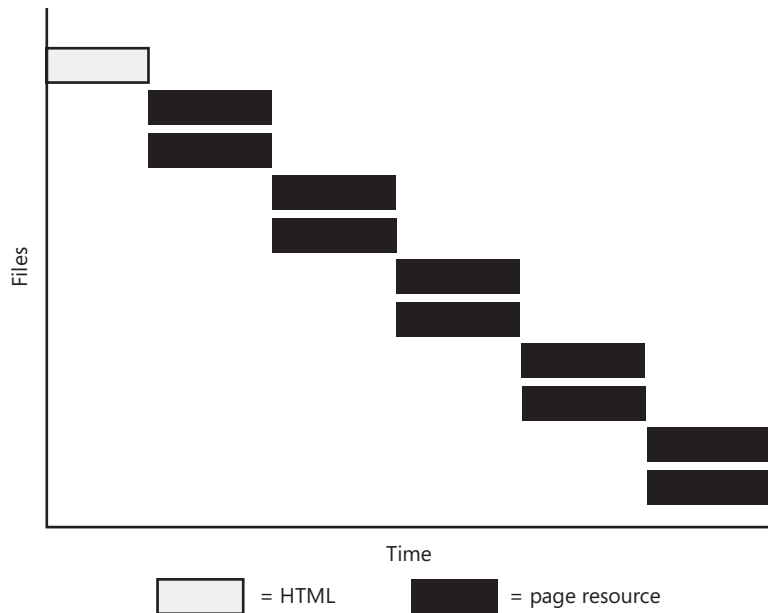 Files
Time
= HTML
= page resource